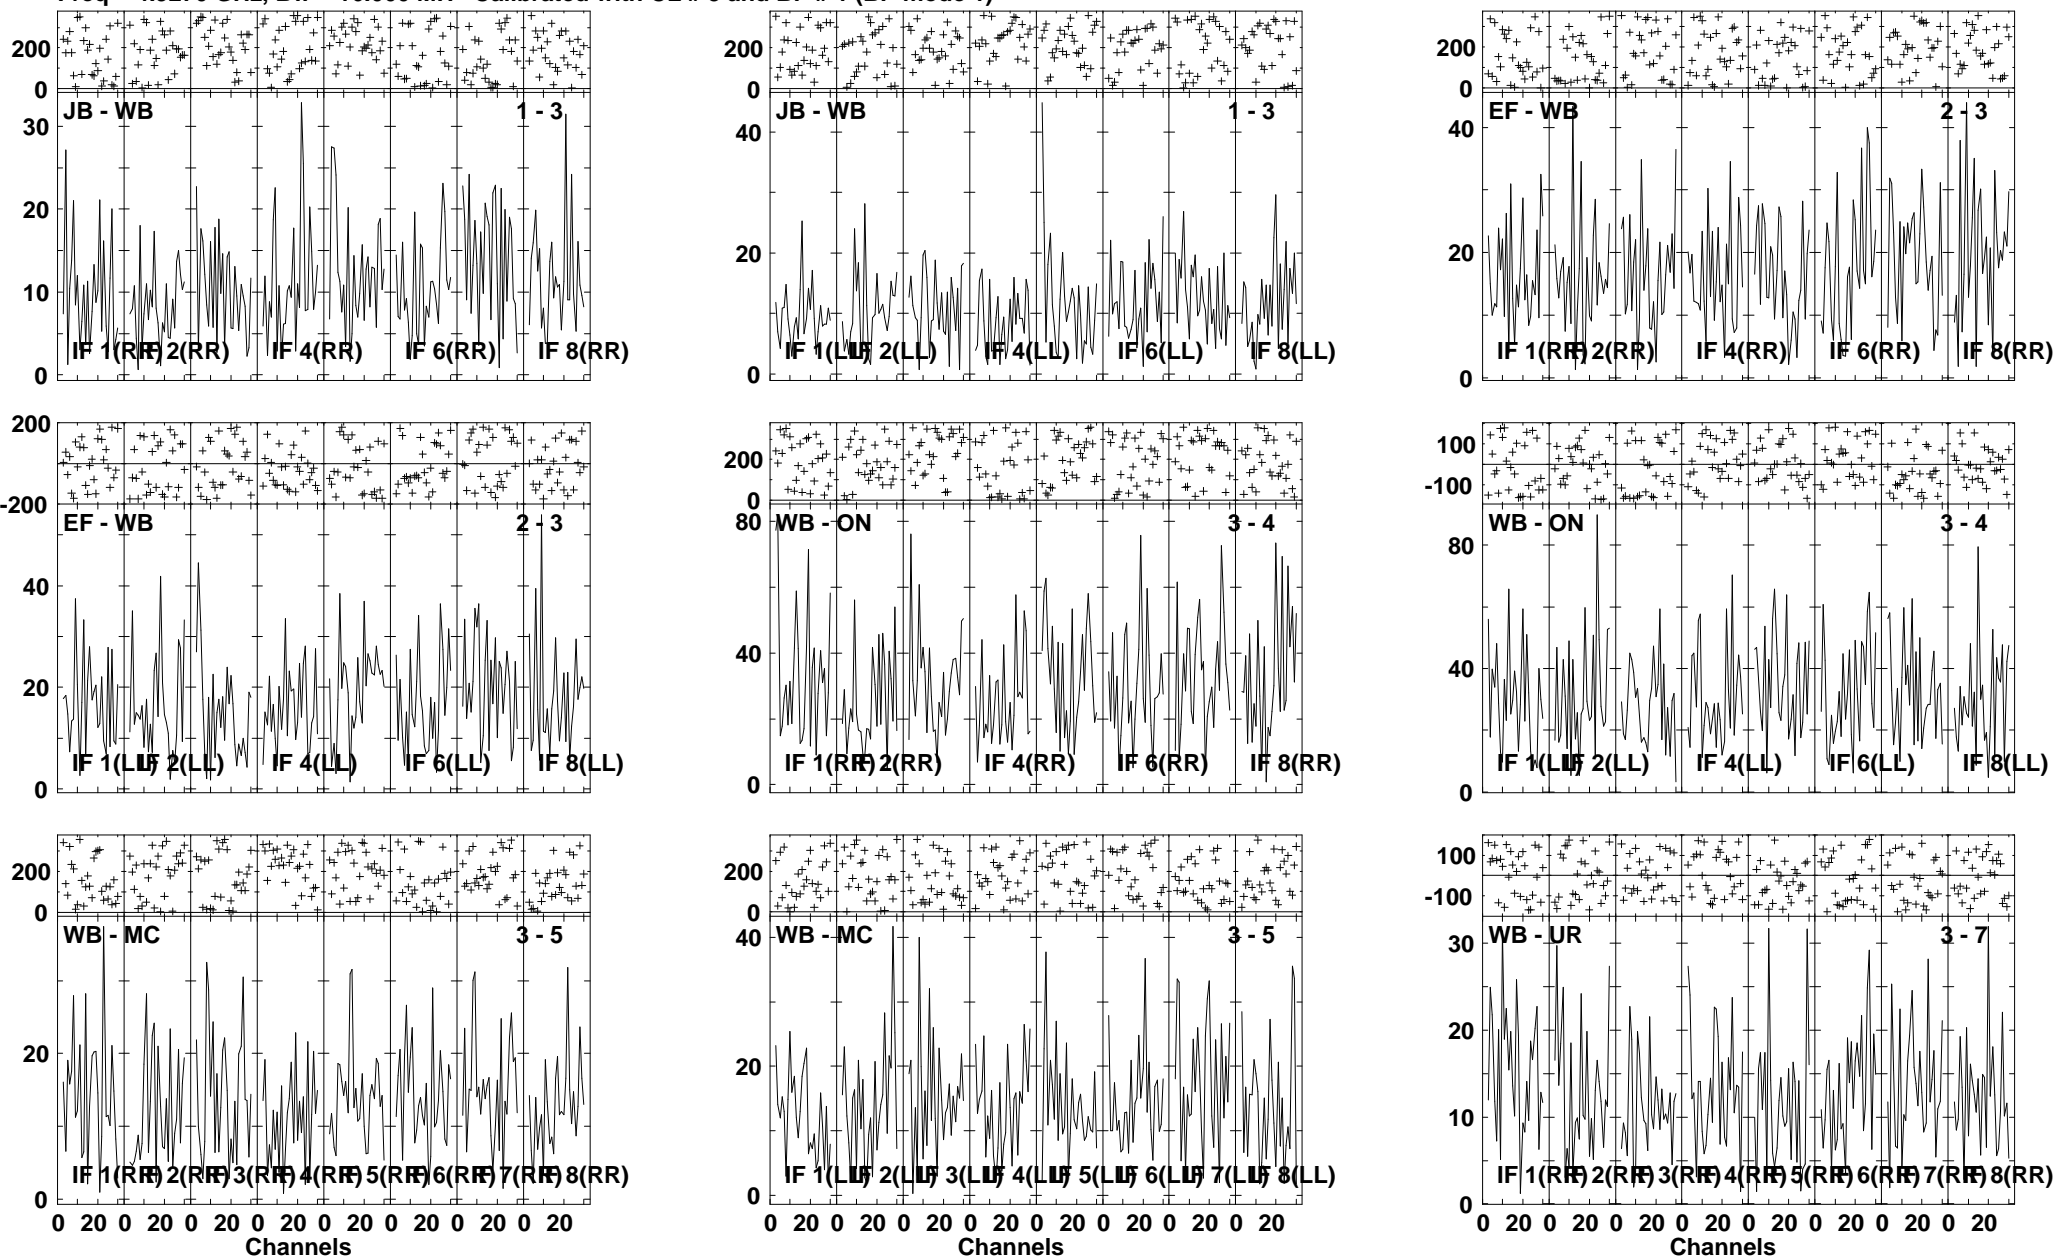 200
0
JB - WB
1 - 3
30
20
10
0
IF 1(RR)
IF 2(RR)
IF 4(RR)
IF 6(RR)
IF 8(RR)
200
0
JB - WB
1 - 3
40
20
0
IF 1(LL)
IF 2(LL)
IF 4(LL)
IF 6(LL)
IF 8(LL)
200
0
EF - WB
2 - 3
40
20
0
IF 1(RR)
IF 2(RR)
IF 4(RR)
IF 6(RR)
IF 8(RR)
200
-200
EF - WB
2 - 3
40
20
0
IF 1(LL)
IF 2(LL)
IF 4(LL)
IF 6(LL)
IF 8(LL)
200
0
WB - ON
3 - 4
80
40
0
IF 1(RR)
IF 2(RR)
IF 4(RR)
IF 6(RR)
IF 8(RR)
100
-100
WB - ON
3 - 4
80
40
0
IF 1(LL)
IF 2(LL)
IF 4(LL)
IF 6(LL)
IF 8(LL)
200
0
WB - MC
3 - 5
20
0
IF 1(RR)
IF 2(RR)
IF 3(RR)
IF 4(RR)
IF 5(RR)
IF 6(RR)
IF 7(RR)
IF 8(RR)
0 20 0 20 0 20 0 20 0 20 0 20 0 20 0 20
Channels
200
0
WB - MC
3 - 5
40
20
0
IF 1(LL)
IF 2(LL)
IF 3(LL)
IF 4(LL)
IF 5(LL)
IF 6(LL)
IF 7(LL)
IF 8(LL)
0 20 0 20 0 20 0 20 0 20 0 20 0 20 0 20
Channels
100
-100
WB - UR
3 - 7
30
20
10
0
IF 1(RR)
IF 2(RR)
IF 3(RR)
IF 4(RR)
IF 5(RR)
IF 6(RR)
IF 7(RR)
IF 8(RR)
0 20 0 20 0 20 0 20 0 20 0 20 0 20 0 20
Channels